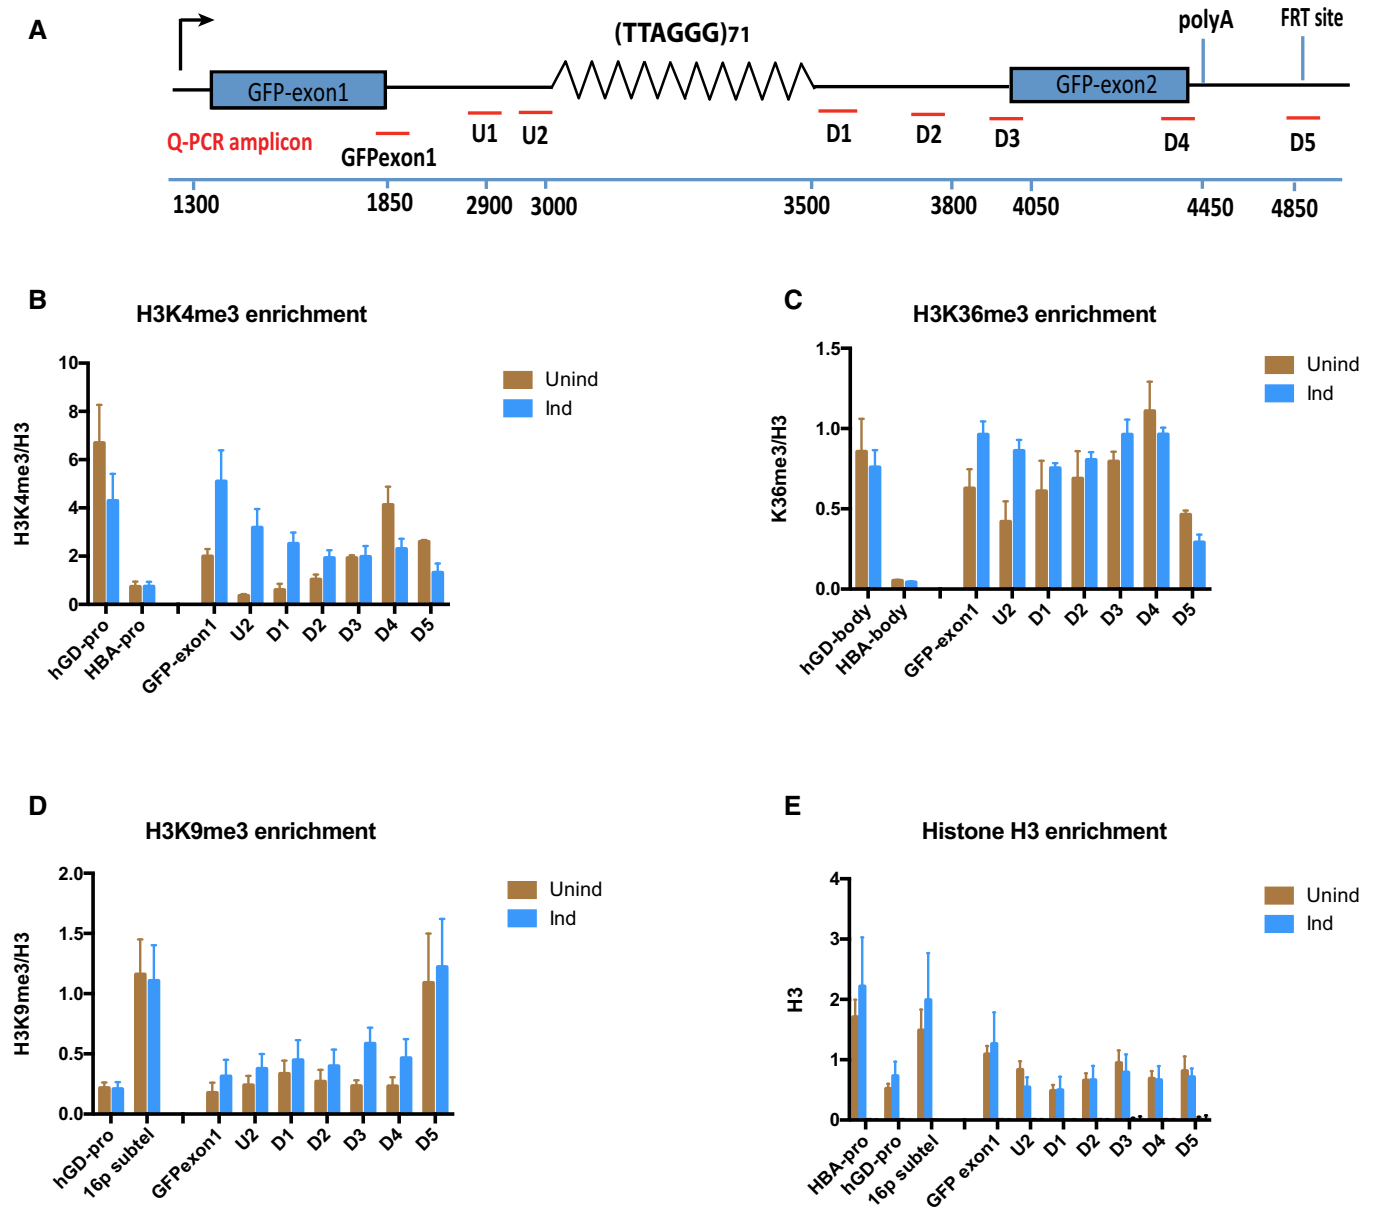 A
(TTAGGG)71
polyA
FRT site
GFP-exon1
GFP-exon2
Q-PCR amplicon
GFPexon1
U1
U2
D1
D2
D3
D4
D5
1300
1850
2900
3000
3500
3800
4050
4450
4850
B
H3K4me3 enrichment
H3K4me3/H3
10
8
6
4
2
0
Unind
Ind
hGD-pro
HBA-pro
GFP-exon1
U2
D1
D2
D3
D4
D5
C
H3K36me3 enrichment
K36me3/H3
1.5
1.0
0.5
0.0
Unind
Ind
hGD-body
HBA-body
GFP-exon1
U2
D1
D2
D3
D4
D5
D
H3K9me3 enrichment
H3K9me3/H3
2.0
1.5
1.0
0.5
0.0
Unind
Ind
hGD-pro
16p subtel
GFPexon1
U2
D1
D2
D3
D4
D5
E
Histone H3 enrichment
H3
4
3
2
1
0
Unind
Ind
HBA-pro
hGD-pro
16p subtel
GFP exon1
U2
D1
D2
D3
D4
D5